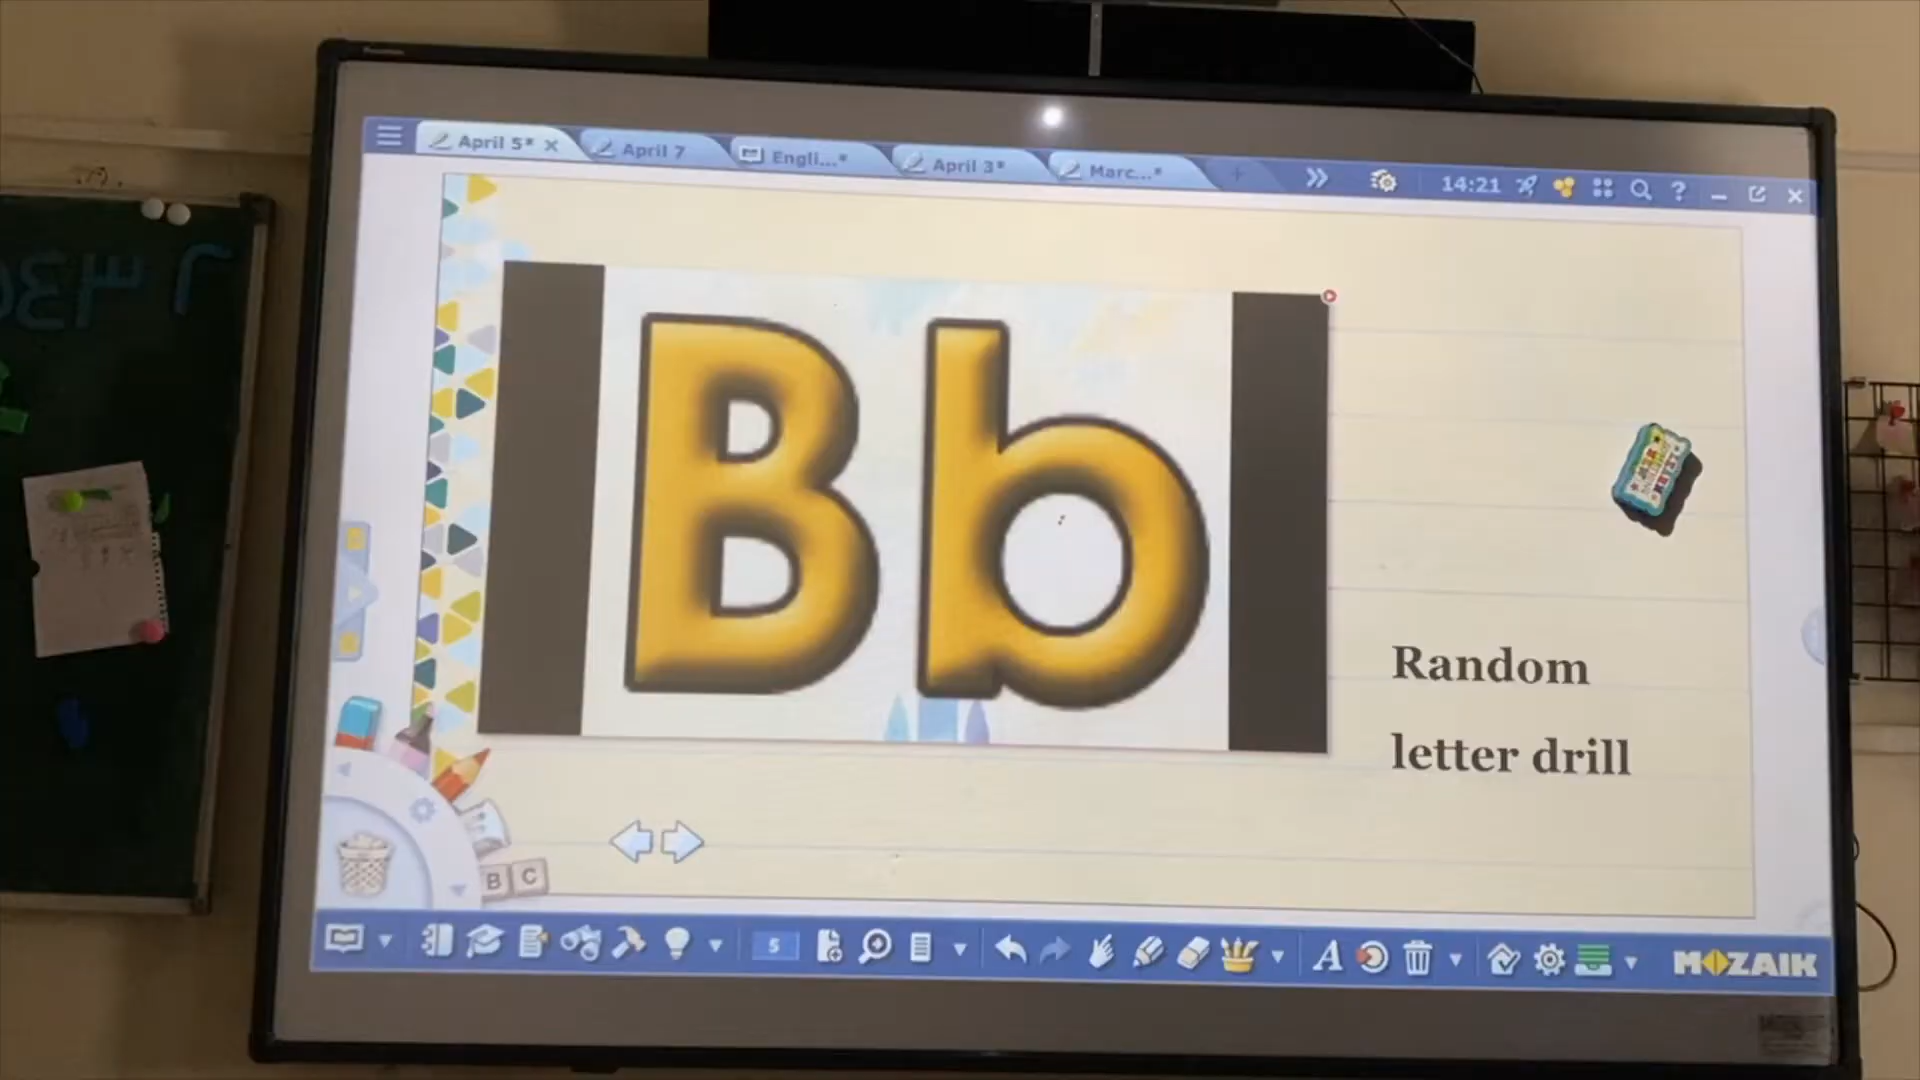 April 5*
April 7
Engli...*
April 3*
Marc...*
14:21
Bb
Random
letter drill
B C
5
A
MOZAIK